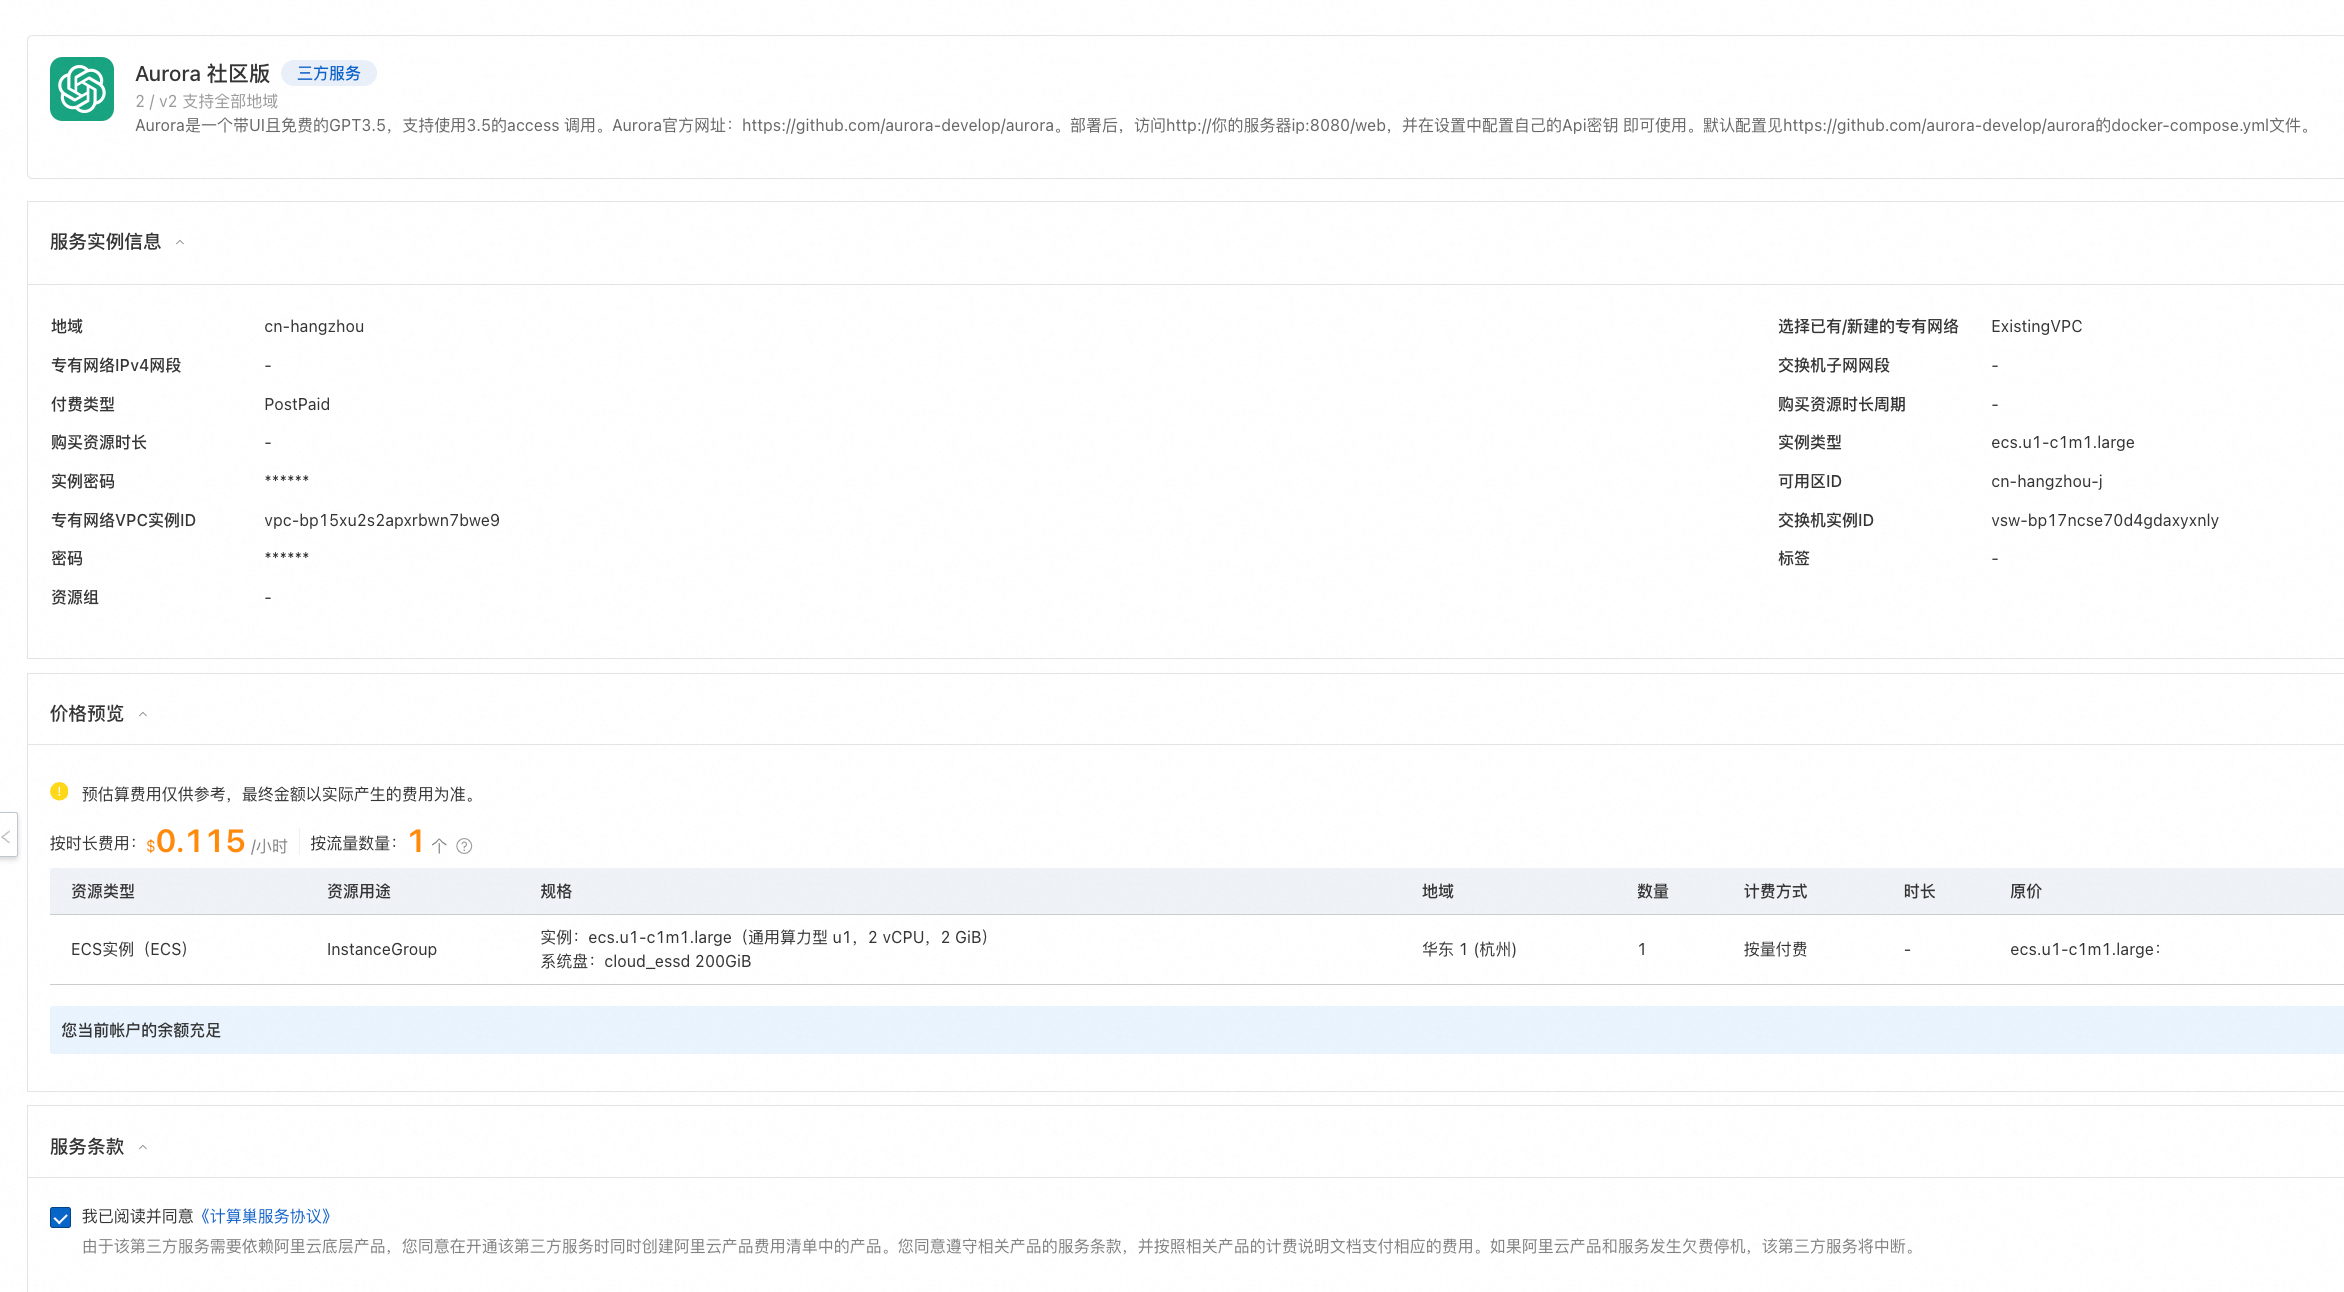 Aurora 社区版 三方服务
2 / v2 支持全部地域
Aurora是一个带UI且免费的GPT3.5，支持使用3.5的access 调用。Aurora官方网址：https://github.com/aurora-develop/aurora。部署后，访问http://你的服务器ip:8080/web，并在设置中配置自己的Api密钥 即可使用。默认配置见https://github.com/aurora-develop/aurora的docker-compose.yml文件。
服务实例信息
地域 cn-hangzhou 选择已有/新建的专有网络 ExistingVPC
专有网络IPv4网段 - 交换机子网网段 -
付费类型 PostPaid 购买资源时长周期 -
购买资源时长 - 实例类型 ecs.u1-c1m1.large
实例密码 ****** 可用区ID cn-hangzhou-j
专有网络VPC实例ID vpc-bp15xu2s2apxrbwn7bwe9 交换机实例ID vsw-bp17ncse70d4gdaxyxnly
密码 ****** 标签 -
资源组 -
价格预览
预估算费用仅供参考，最终金额以实际产生的费用为准。
按时长费用： $0.115 /小时 按流量数量： 1 个
资源类型 资源用途 规格 地域 数量 计费方式 时长 原价
ECS实例（ECS） InstanceGroup 实例：ecs.u1-c1m1.large（通用算力型 u1，2 vCPU，2 GiB） 华东 1 (杭州) 1 按量付费 - ecs.u1-c1m1.large：
系统盘：cloud_essd 200GiB
您当前帐户的余额充足
服务条款
我已阅读并同意《计算巢服务协议》
由于该第三方服务需要依赖阿里云底层产品，您同意在开通该第三方服务时同时创建阿里云产品费用清单中的产品。您同意遵守相关产品的服务条款，并按照相关产品的计费说明文档支付相应的费用。如果阿里云产品和服务发生欠费停机，该第三方服务将中断。